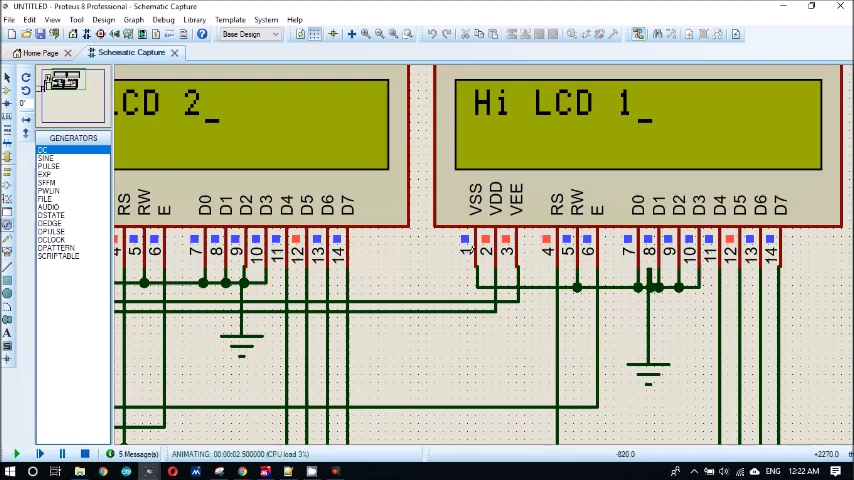 UNTITLED - Proteus 8 Professional - Schematic Capture
File Edit View Tool Design Graph Debug Library Template System Help
Base Design
Home Page Schematic Capture
0°
GENERATORS
DC
SINE
PULSE
EXP
SFFM
PWLIN
FILE
AUDIO
DSTATE
DEDGE
DPULSE
DCLOCK
DPATTERN
SCRIPTABLE
LCD 2_
Hi LCD 1_
RS RW E D0 D1 D2 D3 D4 D5 D6 D7
VSS VDD VEE RS RW E D0 D1 D2 D3 D4 D5 D6 D7
4 5 6 7 8 9 10 11 12 13 14
1 2 3 4 5 6 7 8 9 10 11 12 13 14
5 Message(s) ANIMATING: 00:00:02.500000 (CPU load 3%) -820.0 +2270.0 th
ENG 12:22 AM